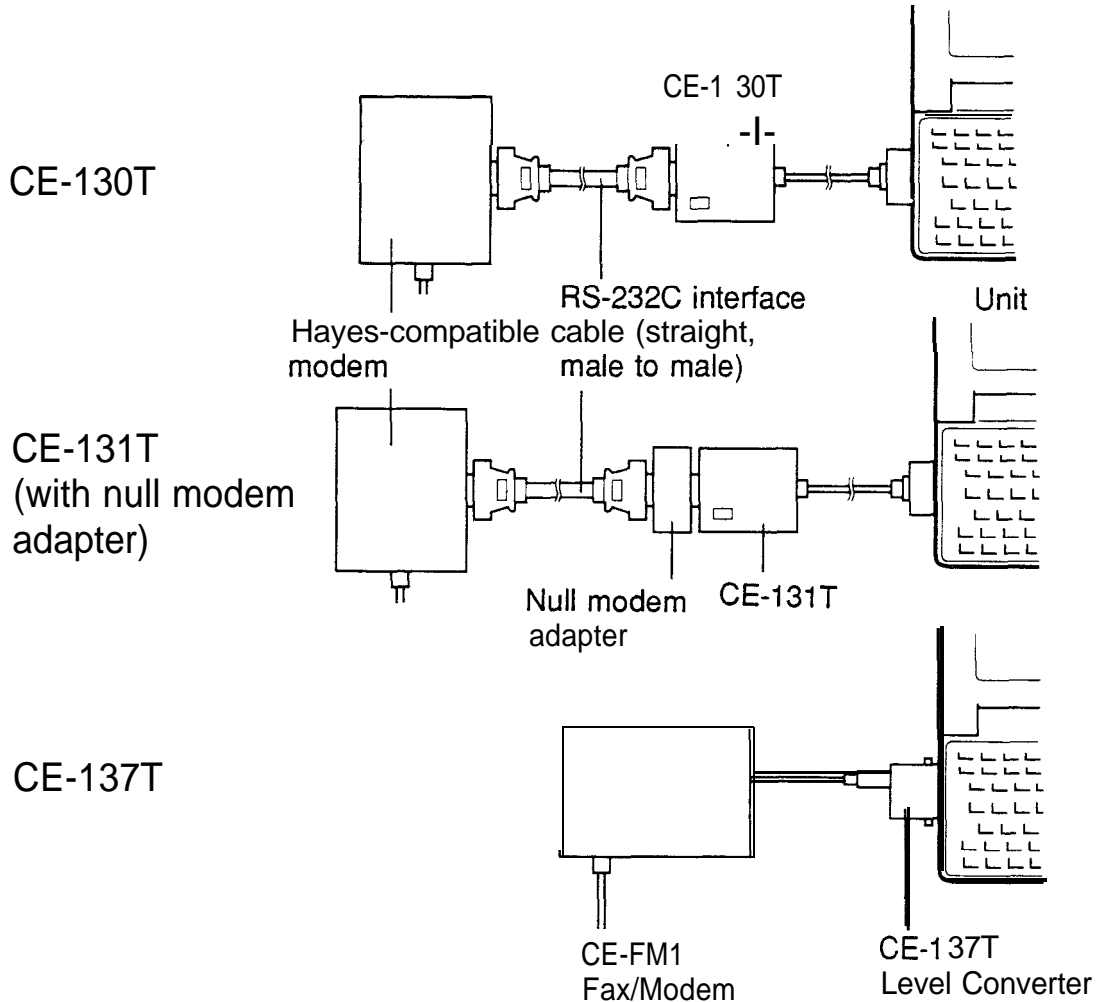 CE-1 30T
CE-130T
RS-232C interface
Unit
Hayes-compatible cable (straight,
modem
male to male)
CE-131T
(with null modem
adapter)
Null modem
adapter
CE-131T
CE-137T
CE-FM1
Fax/Modem
CE-137T
Level Converter